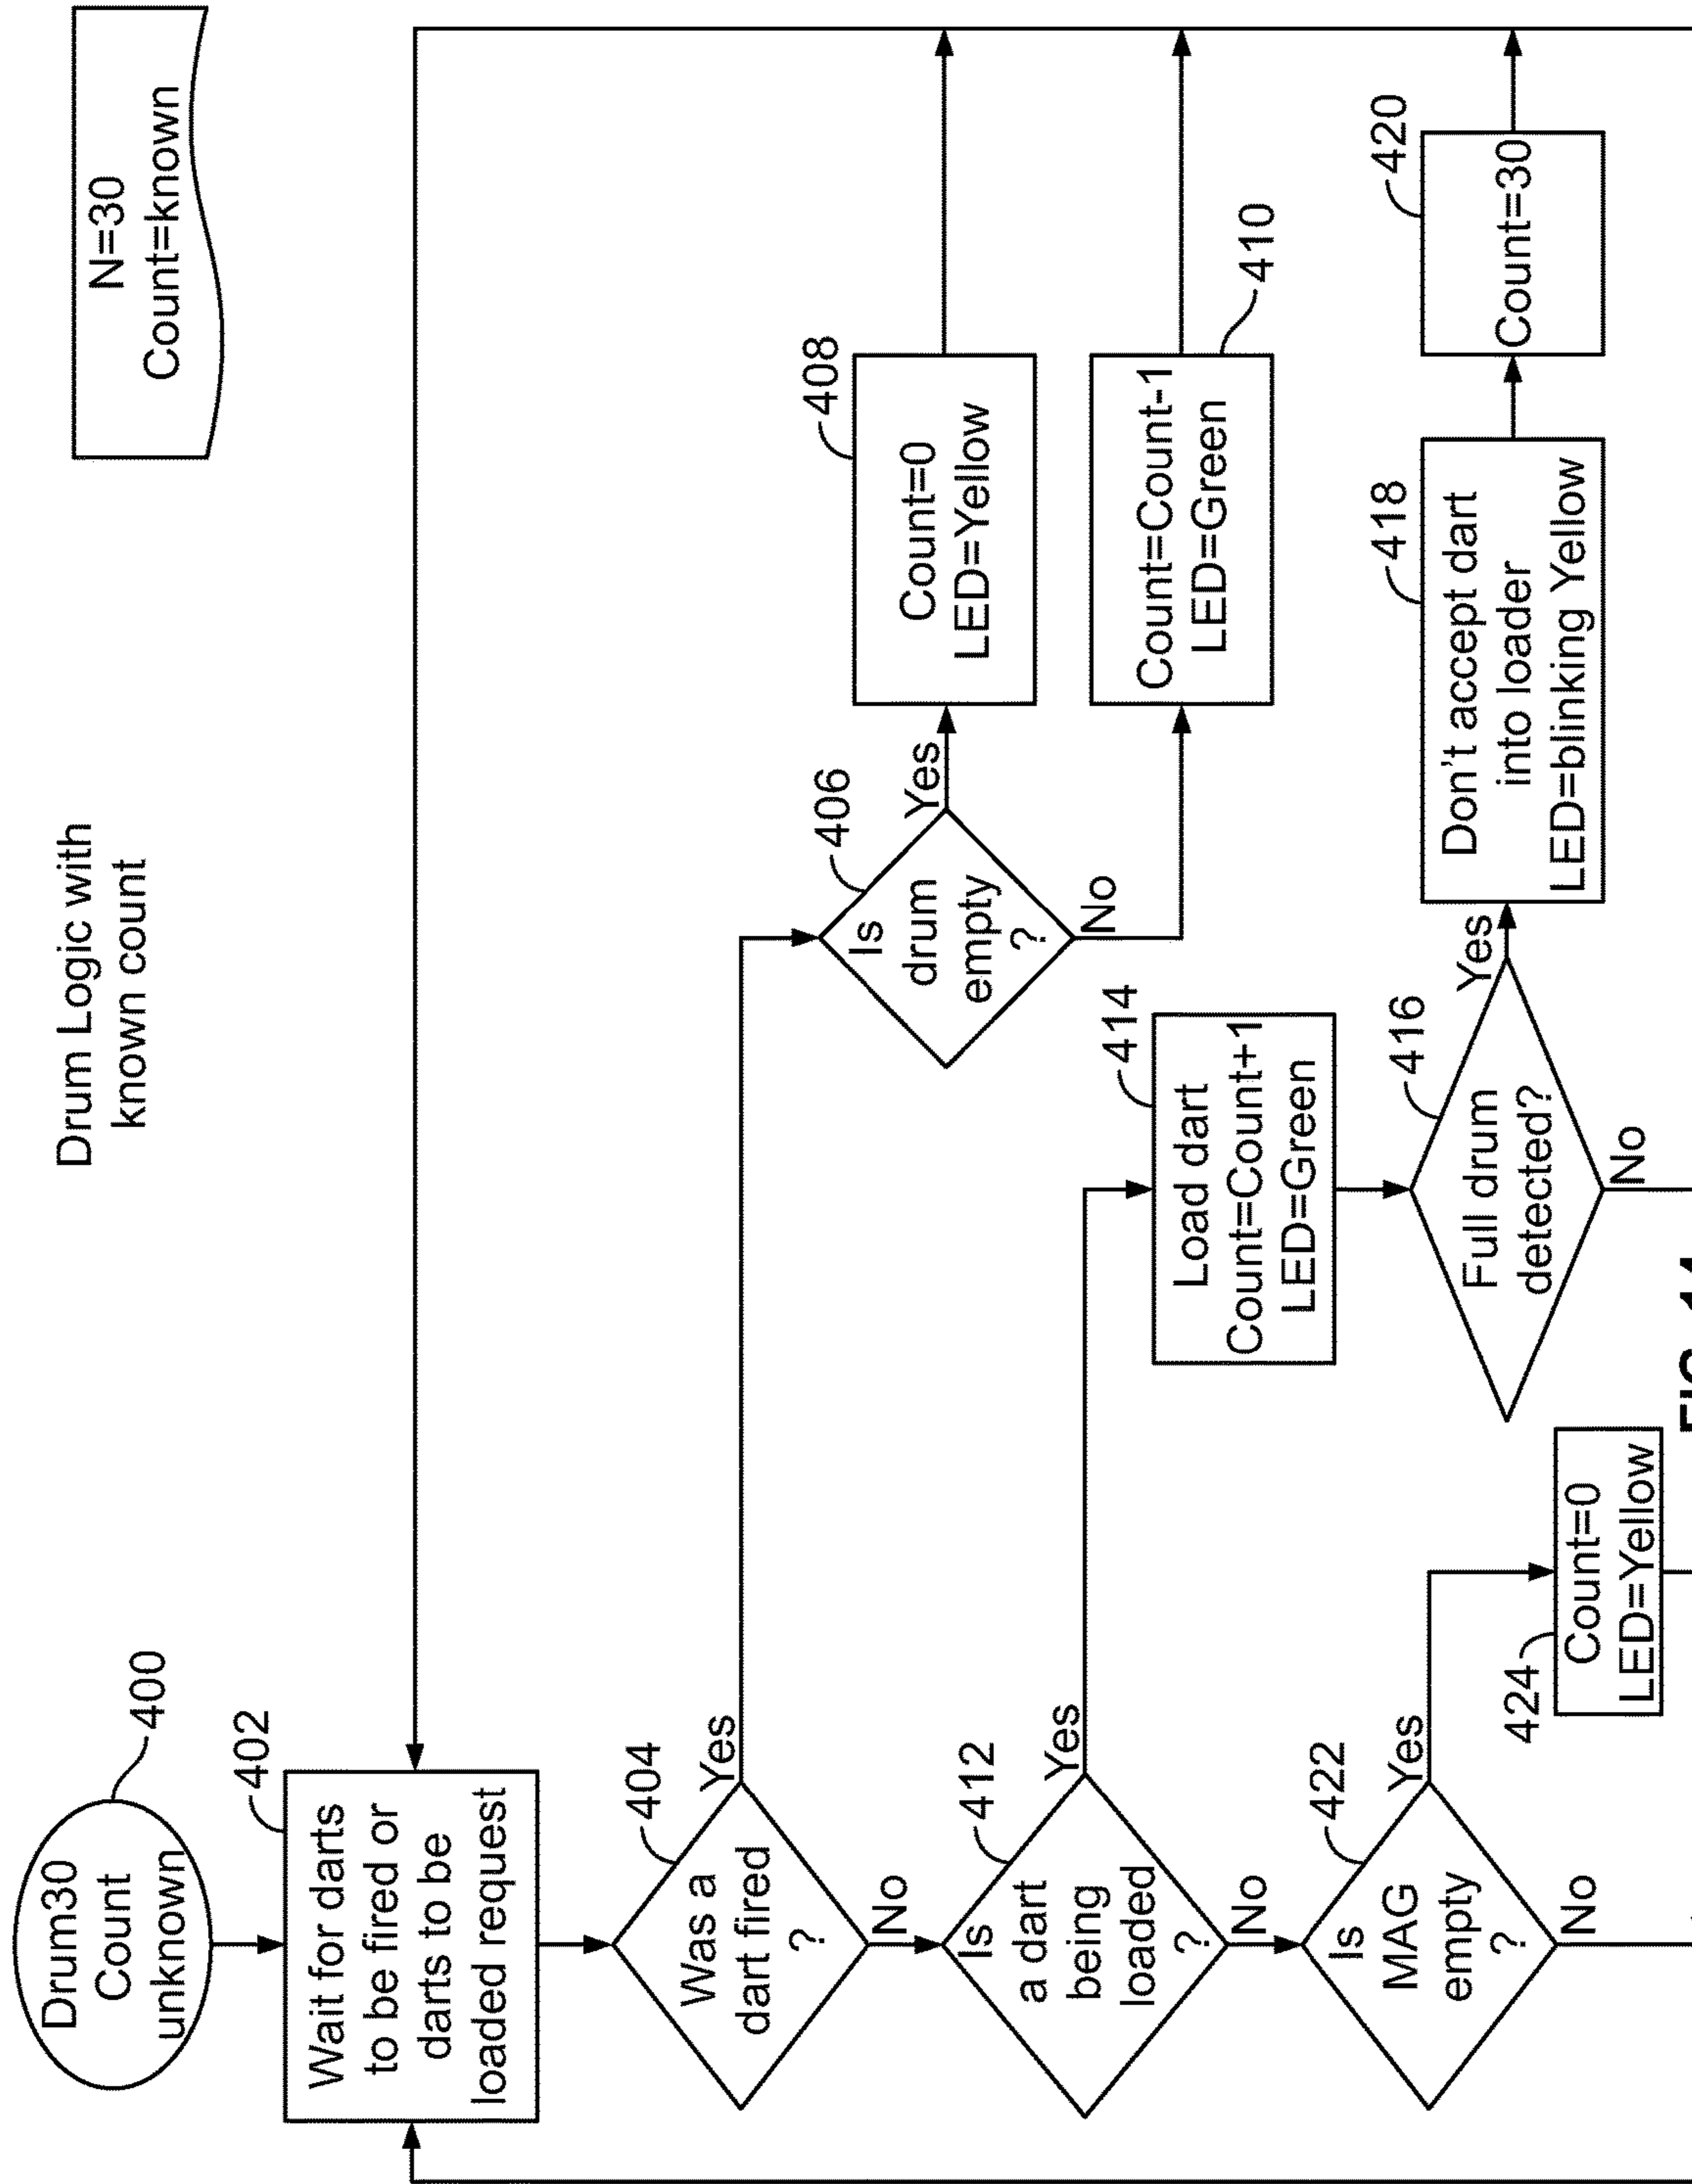 Drum Logic with
known count
N=30
Count=known
Drum30
Count
unknown
400
402
Wait for darts
to be fired or
darts to be
loaded request
404
Was a
dart fired
?
Yes
No
406
Is
drum
empty
?
Yes
No
408
Count=0
LED=Yellow
410
Count=Count-1
LED=Green
412
Is
a dart
being
loaded
?
Yes
No
414
Load dart
Count=Count+1
LED=Green
416
Full drum
detected?
Yes
No
418
Don't accept dart
into loader
LED=blinking Yellow
420
Count=30
422
Is
MAG
empty
?
Yes
No
424
Count=0
LED=Yellow